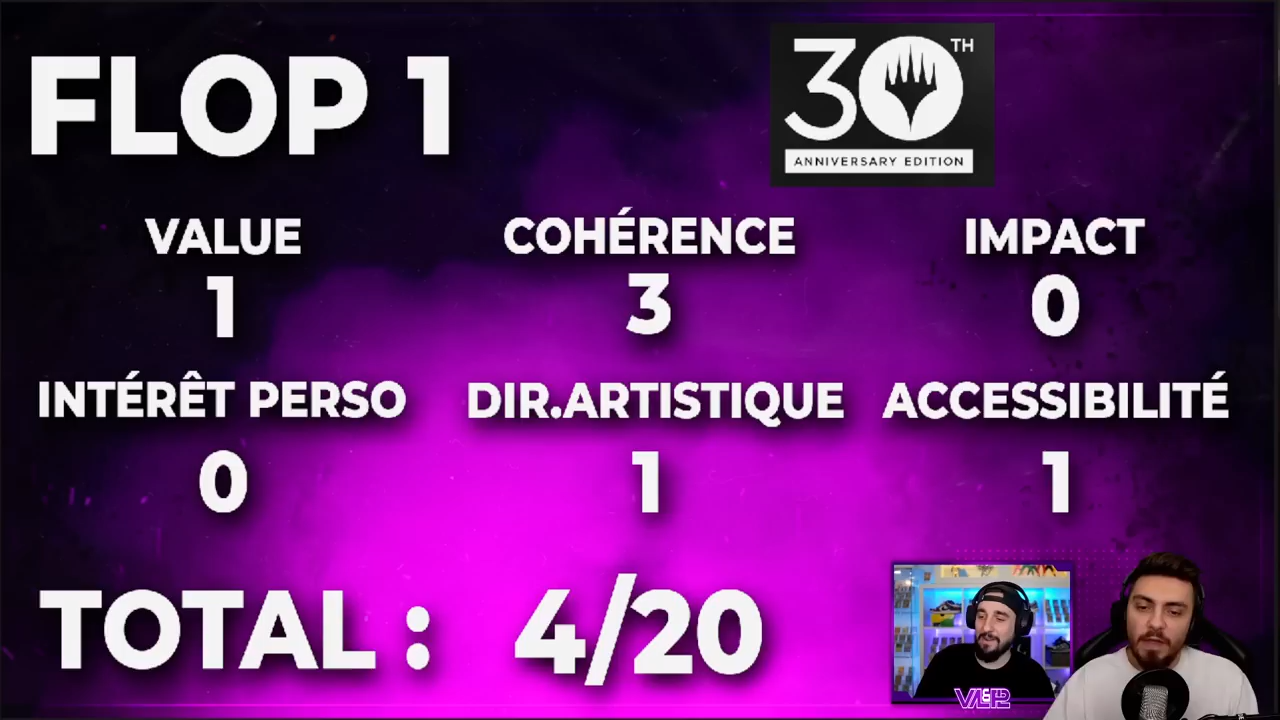 FLOP 1
30TH
ANNIVERSARY EDITION
VALUE
COHÉRENCE
IMPACT
1
3
0
INTÉRÊT PERSO
DIR.ARTISTIQUE
ACCESSIBILITÉ
0
1
1
TOTAL : 4/20